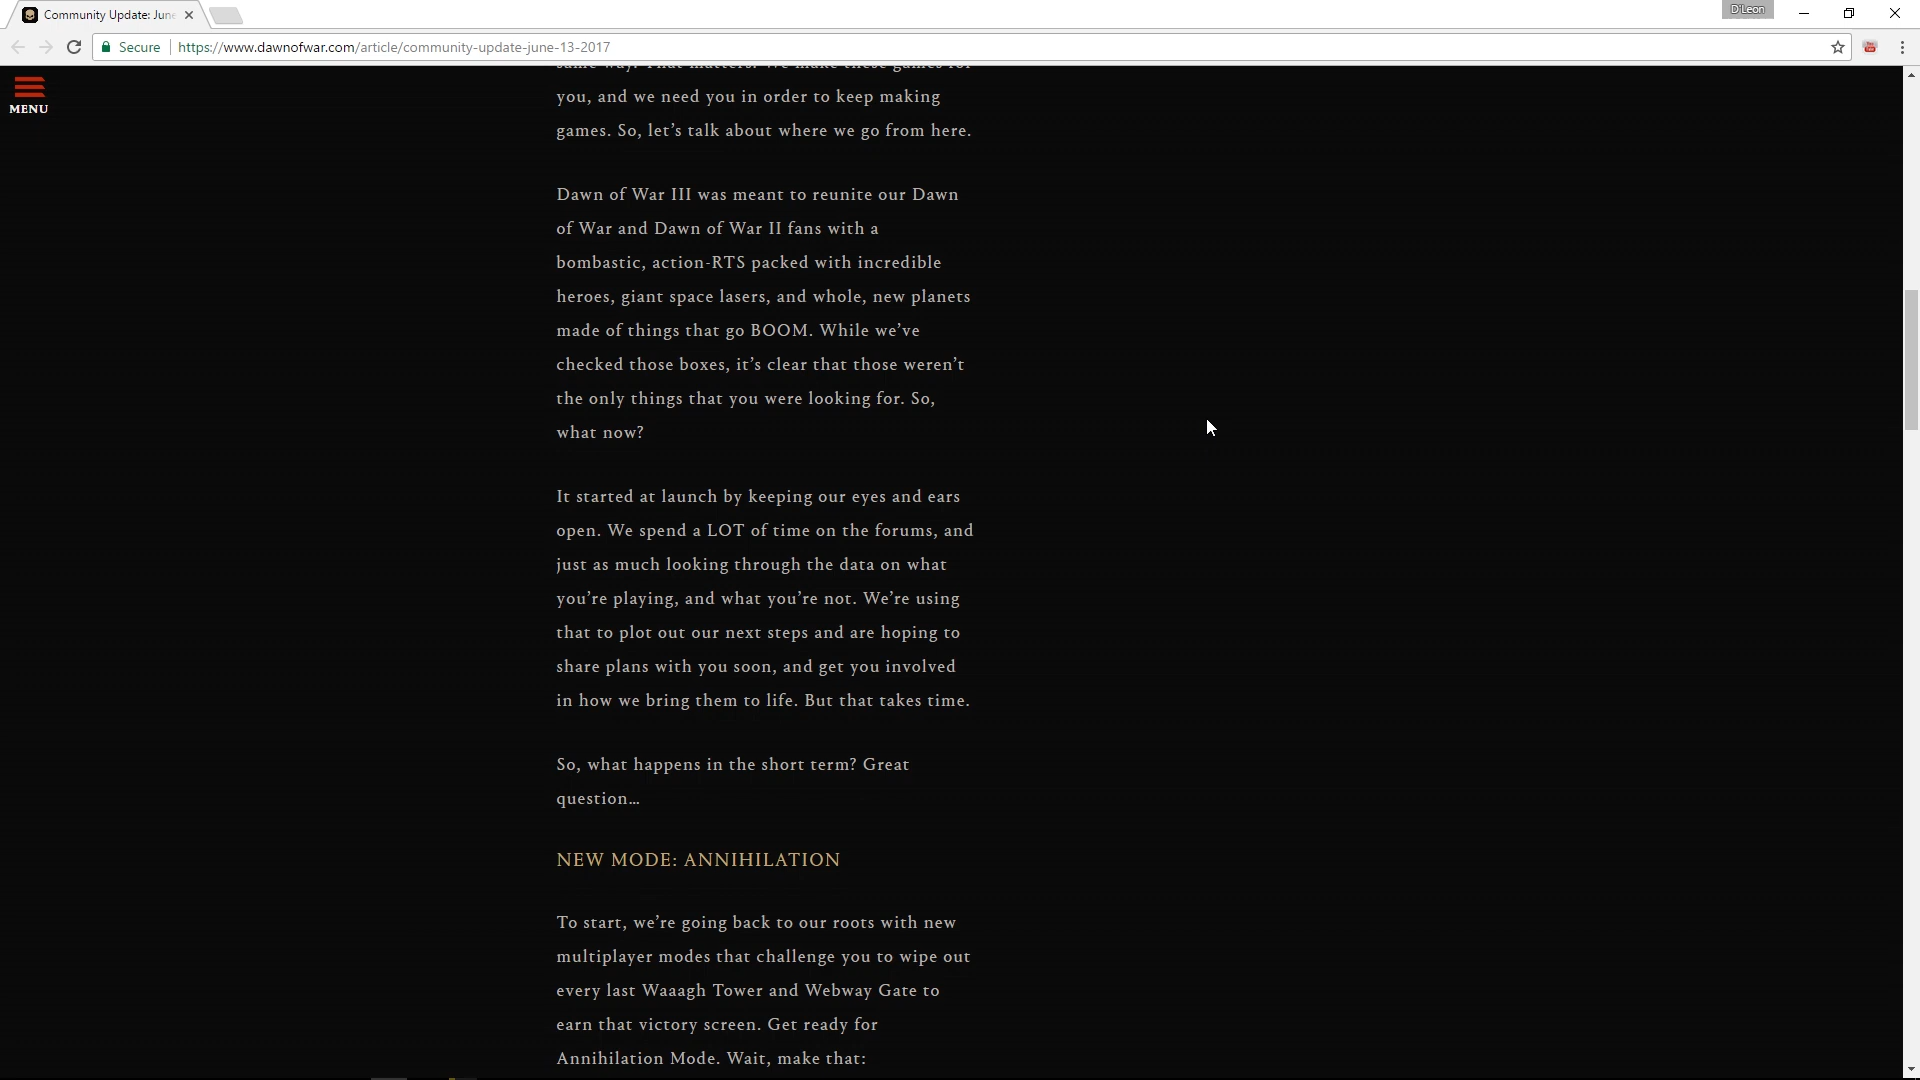 Community Update: June
D'Leon
Secure
https://www.dawnofwar.com/article/community-update-june-13-2017
MENU
same way. That matters. We make these games for
you, and we need you in order to keep making
games. So, let’s talk about where we go from here.
Dawn of War III was meant to reunite our Dawn
of War and Dawn of War II fans with a
bombastic, action-RTS packed with incredible
heroes, giant space lasers, and whole, new planets
made of things that go BOOM. While we’ve
checked those boxes, it’s clear that those weren’t
the only things that you were looking for. So,
what now?
It started at launch by keeping our eyes and ears
open. We spend a LOT of time on the forums, and
just as much looking through the data on what
you’re playing, and what you’re not. We’re using
that to plot out our next steps and are hoping to
share plans with you soon, and get you involved
in how we bring them to life. But that takes time.
So, what happens in the short term? Great
question…
NEW MODE: ANNIHILATION
To start, we’re going back to our roots with new
multiplayer modes that challenge you to wipe out
every last Waaagh Tower and Webway Gate to
earn that victory screen. Get ready for
Annihilation Mode. Wait, make that: